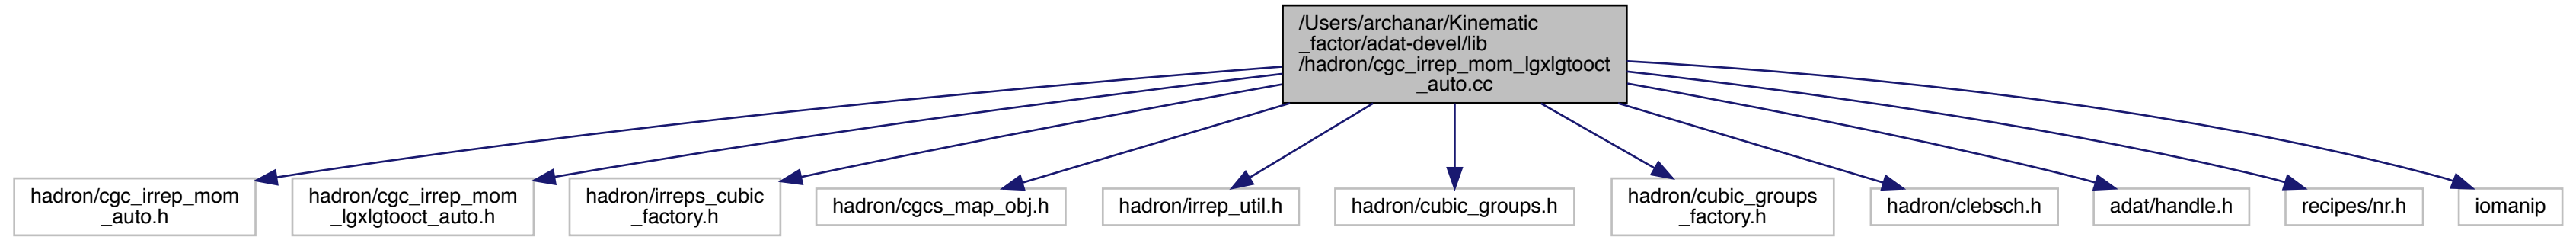 /Users/archanar/Kinematic
_factor/adat-devel/lib
/hadron/cgc_irrep_mom_lgxlgtooct
_auto.cc
hadron/cgc_irrep_mom
_auto.h
hadron/cgc_irrep_mom
_lgxlgtooct_auto.h
hadron/irreps_cubic
_factory.h
hadron/cgcs_map_obj.h
hadron/irrep_util.h
hadron/cubic_groups.h
hadron/cubic_groups
_factory.h
hadron/clebsch.h
adat/handle.h
recipes/nr.h
iomanip